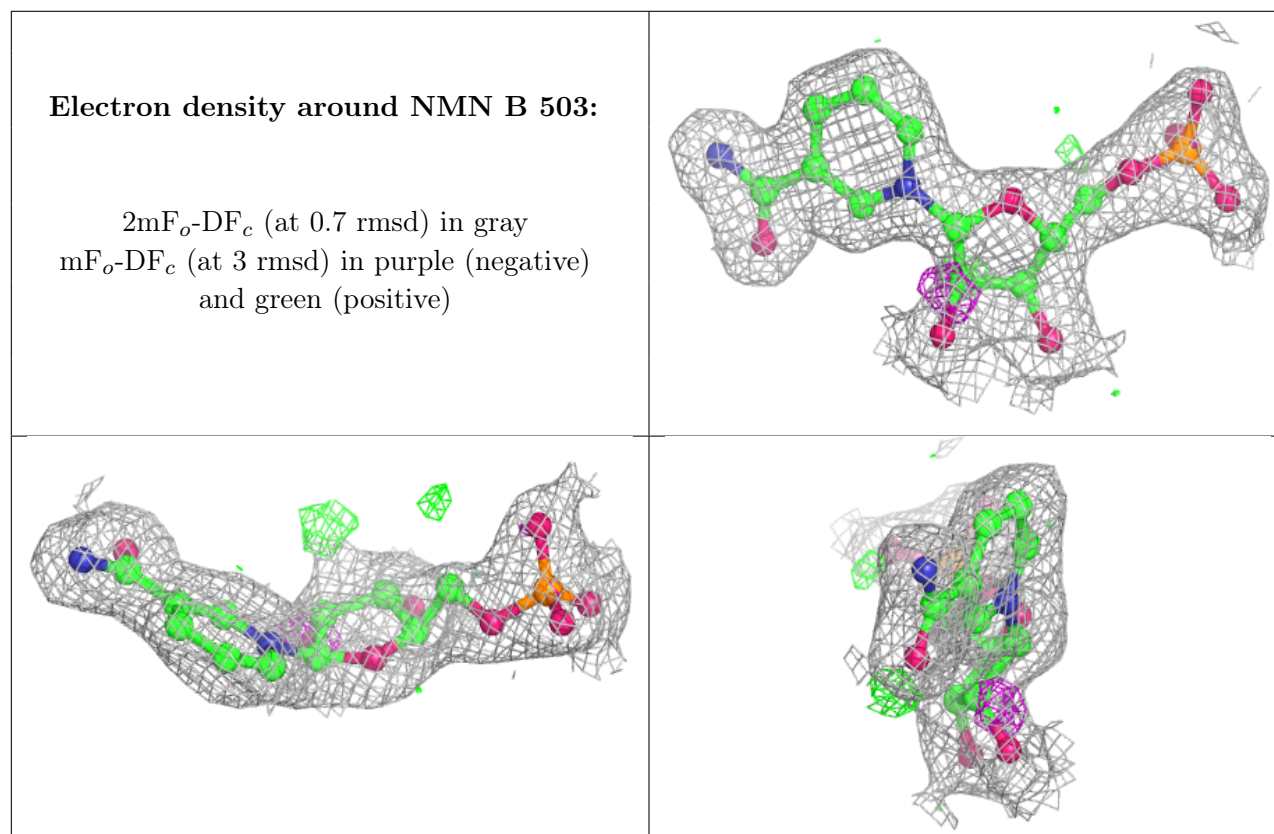 Electron density around NMN B 503:
2mFo-DFc (at 0.7 rmsd) in gray
mFo-DFc (at 3 rmsd) in purple (negative)
and green (positive)